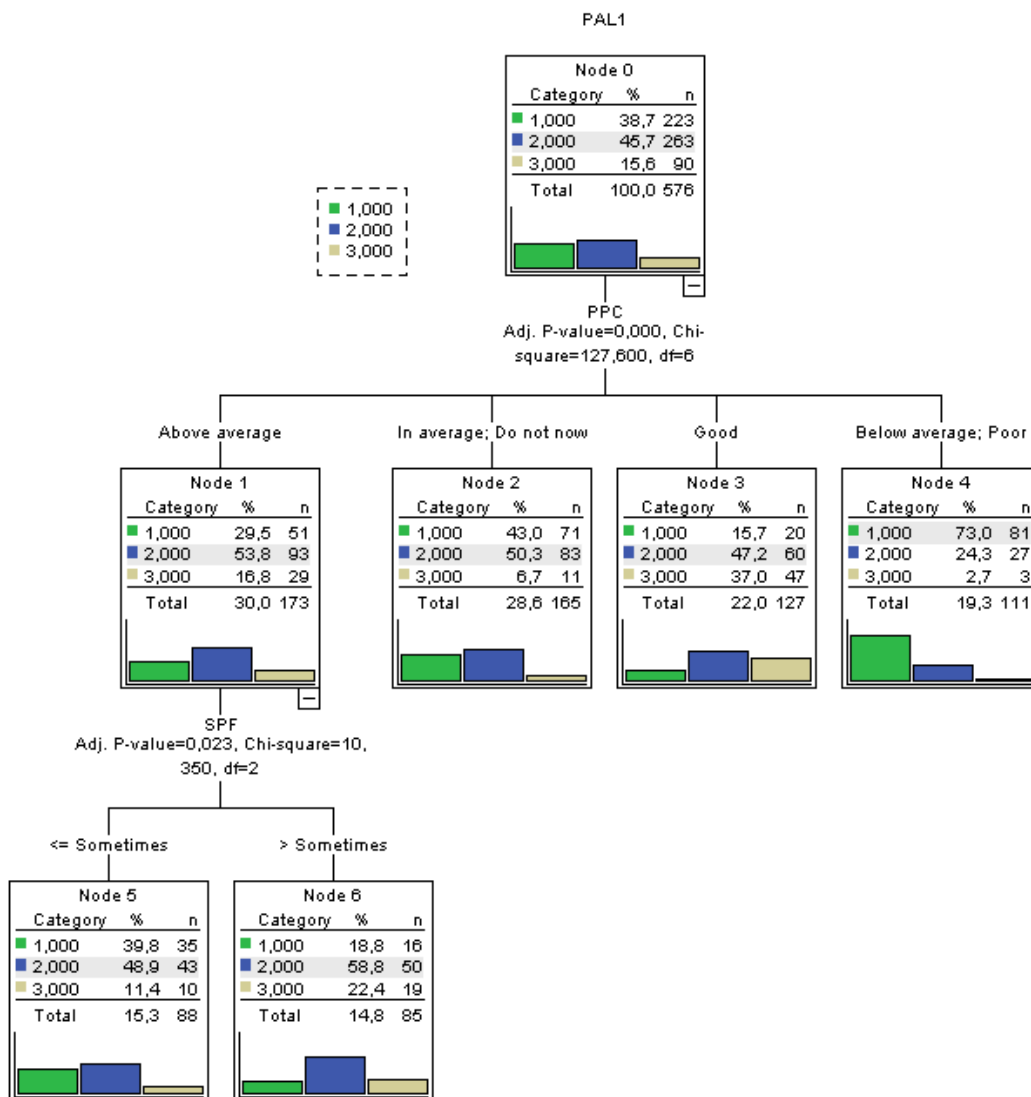 PAL1
Node 0
Category % n
1,000 38,7 223
2,000 45,7 263
3,000 15,6 90
Total 100,0 576
1,000
2,000
3,000
PPC
Adj. P-value=0,000, Chi-
square=127,600, df=6
Above average
In average; Do not now
Good
Below average; Poor
Node 1
Category % n
1,000 29,5 51
2,000 53,8 93
3,000 16,8 29
Total 30,0 173
Node 2
Category % n
1,000 43,0 71
2,000 50,3 83
3,000 6,7 11
Total 28,6 165
Node 3
Category % n
1,000 15,7 20
2,000 47,2 60
3,000 37,0 47
Total 22,0 127
Node 4
Category % n
1,000 73,0 81
2,000 24,3 27
3,000 2,7 3
Total 19,3 111
SPF
Adj. P-value=0,023, Chi-square=10,
350, df=2
<= Sometimes
> Sometimes
Node 5
Category % n
1,000 39,8 35
2,000 48,9 43
3,000 11,4 10
Total 15,3 88
Node 6
Category % n
1,000 18,8 16
2,000 58,8 50
3,000 22,4 19
Total 14,8 85